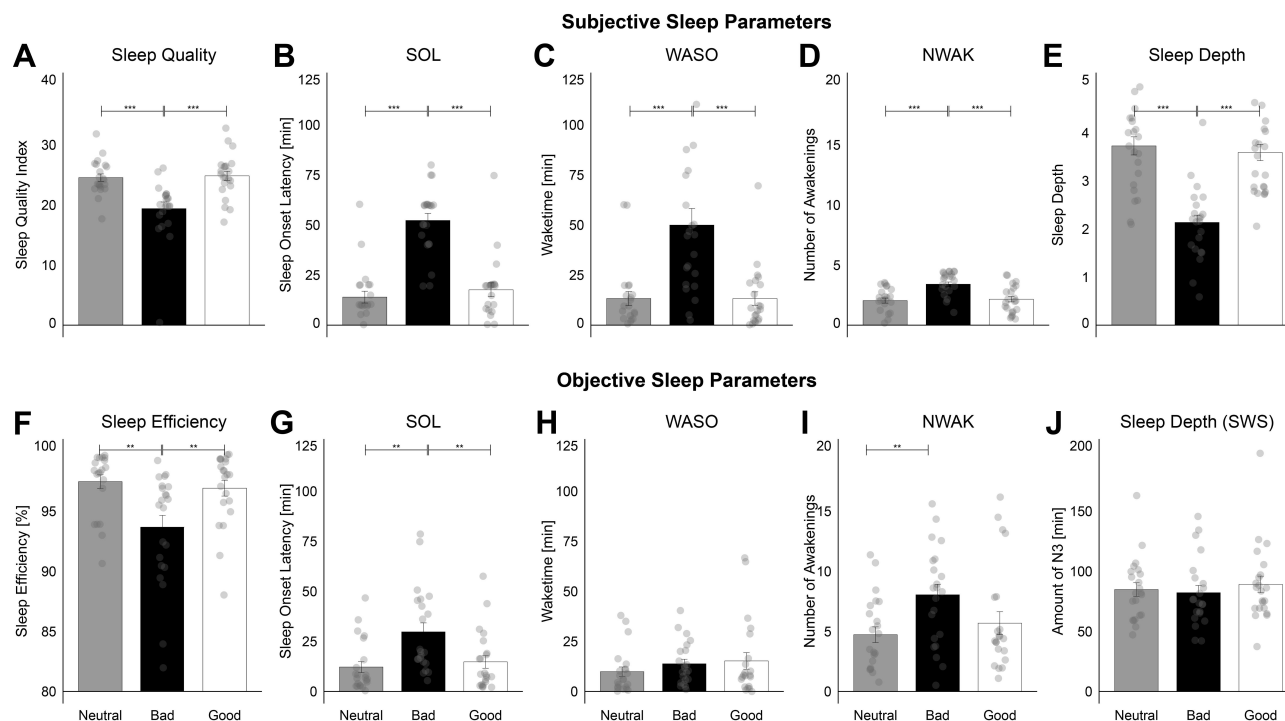 Subjective Sleep Parameters
A Sleep Quality
Sleep Quality Index
40
30
20
10
0
*** ***
B SOL
Sleep Onset Latency [min]
125
100
75
50
25
0
*** ***
C WASO
Waketime [min]
125
100
75
50
25
0
*** ***
D NWAK
Number of Awakenings
20
15
10
5
0
*** ***
E Sleep Depth
Sleep Depth
5
4
3
2
1
0
*** ***
Objective Sleep Parameters
F Sleep Efficiency
Sleep Efficiency [%]
100
95
90
85
80
** **
Neutral Bad Good
G SOL
Sleep Onset Latency [min]
125
100
75
50
25
0
** **
Neutral Bad Good
H WASO
Waketime [min]
125
100
75
50
25
0
Neutral Bad Good
I NWAK
Number of Awakenings
20
15
10
5
0
**
Neutral Bad Good
J Sleep Depth (SWS)
Amount of N3 [min]
200
150
100
50
0
Neutral Bad Good